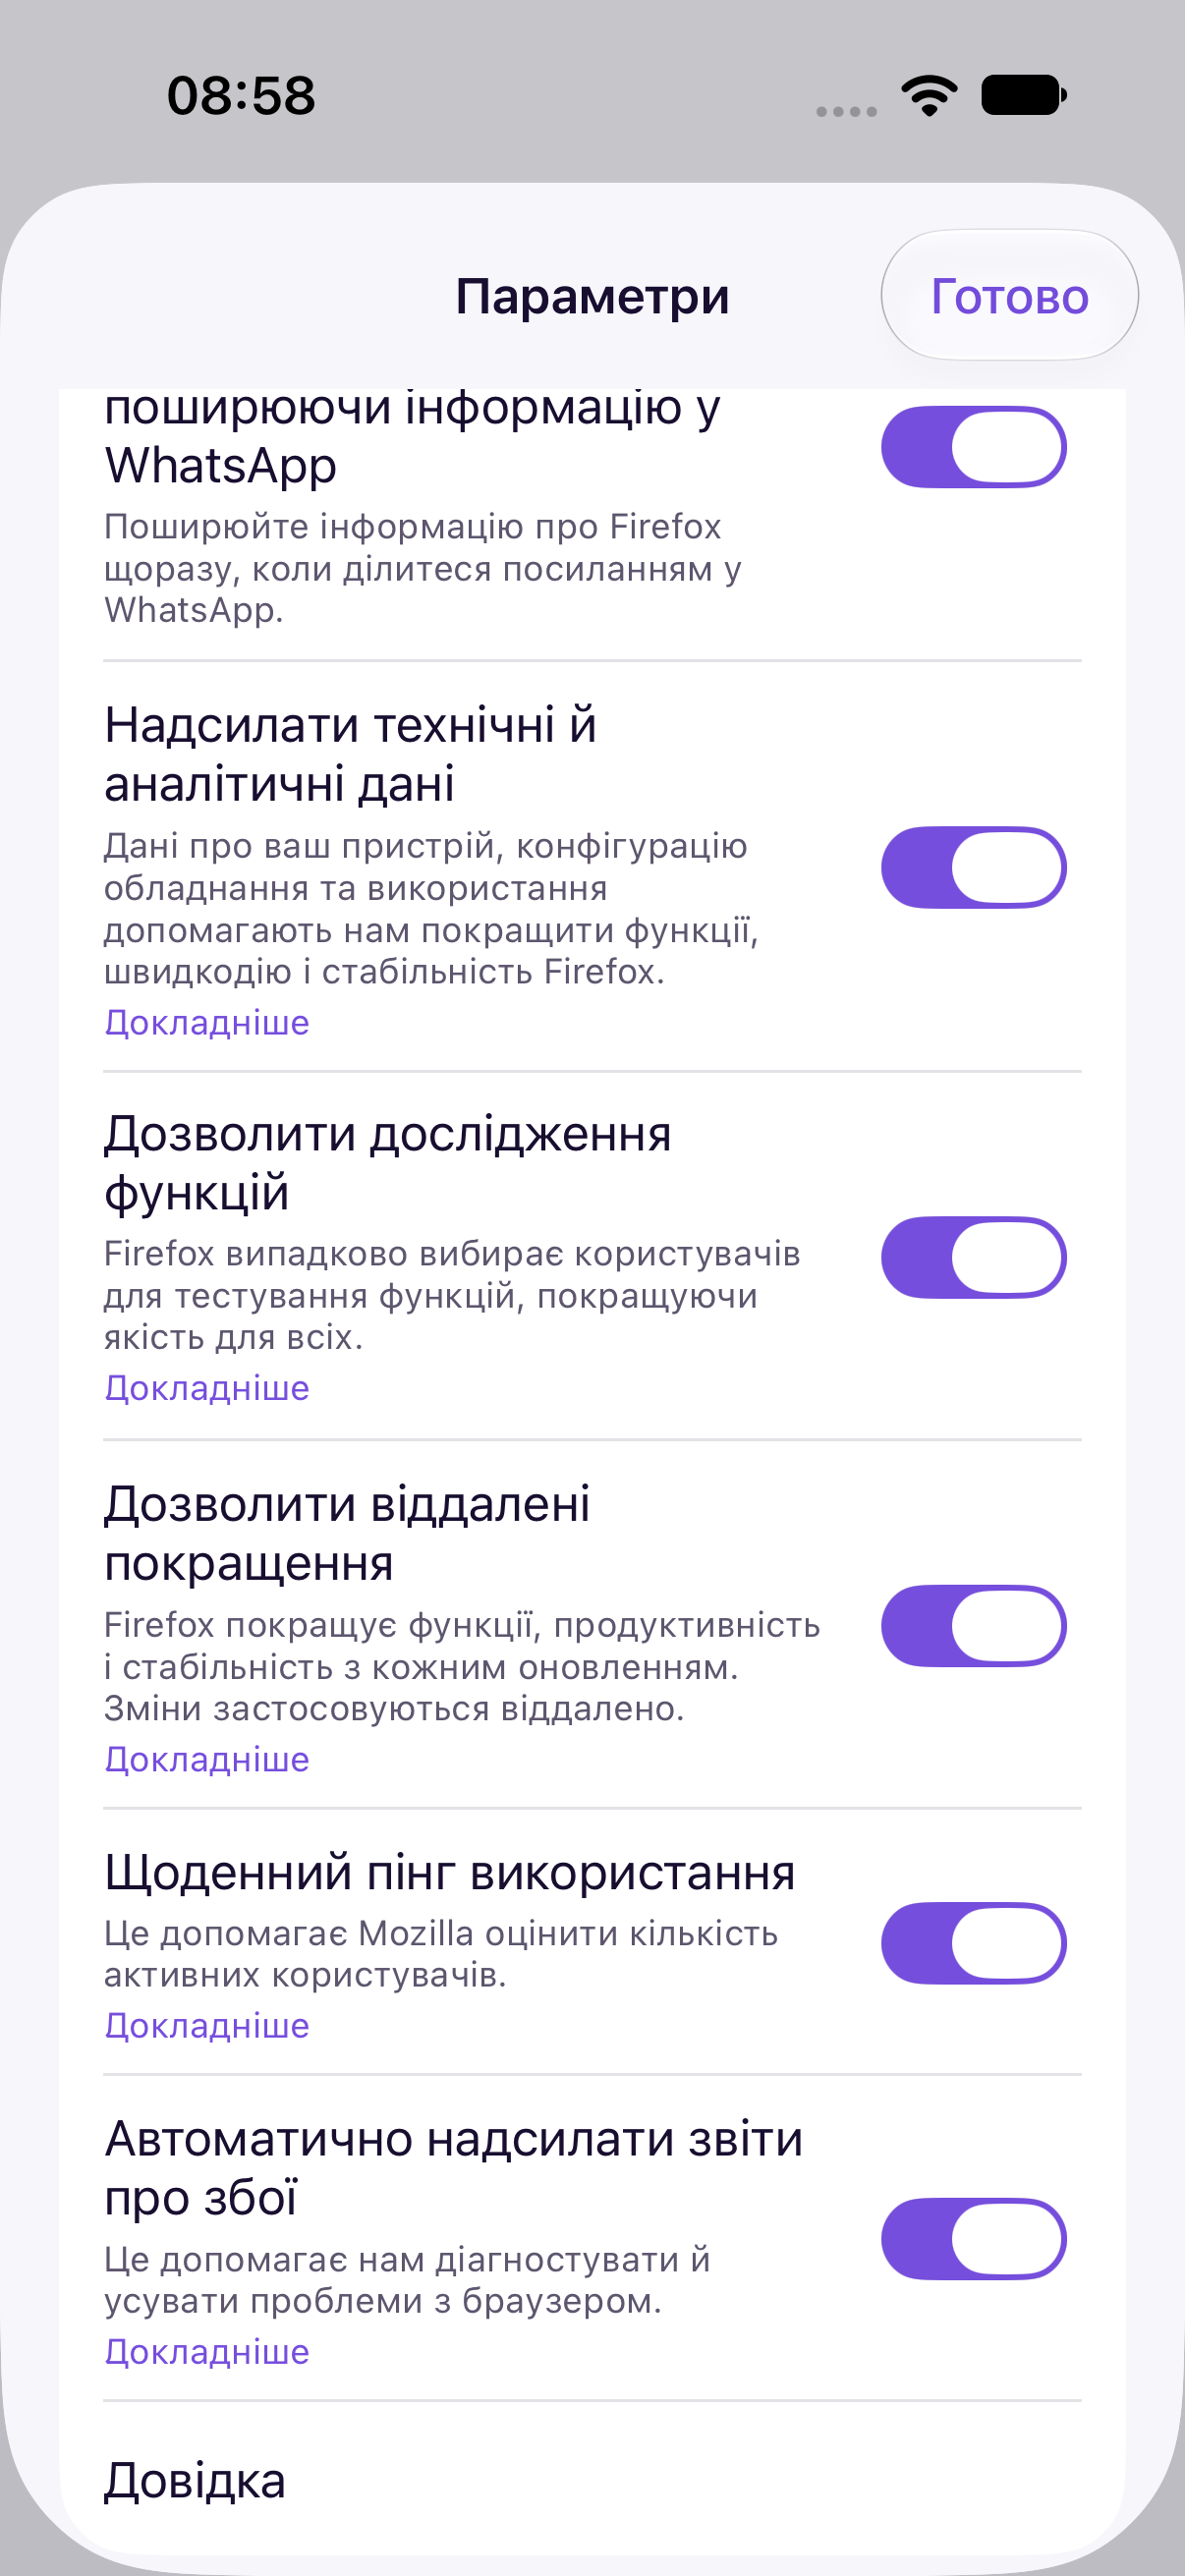 08:58
Параметри
Готово
поширюючи інформацію у
WhatsApp
Поширюйте інформацію про Firefox
щоразу, коли ділитеся посиланням у
WhatsApp.
Надсилати технічні й
аналітичні дані
Дані про ваш пристрій, конфігурацію
обладнання та використання
допомагають нам покращити функції,
швидкодію і стабільність Firefox.
Докладніше
Дозволити дослідження
функцій
Firefox випадково вибирає користувачів
для тестування функцій, покращуючи
якість для всіх.
Докладніше
Дозволити віддалені
покращення
Firefox покращує функції, продуктивність
і стабільність з кожним оновленням.
Зміни застосовуються віддалено.
Докладніше
Щоденний пінг використання
Це допомагає Mozilla оцінити кількість
активних користувачів.
Докладніше
Автоматично надсилати звіти
про збої
Це допомагає нам діагностувати й
усувати проблеми з браузером.
Докладніше
Довідка